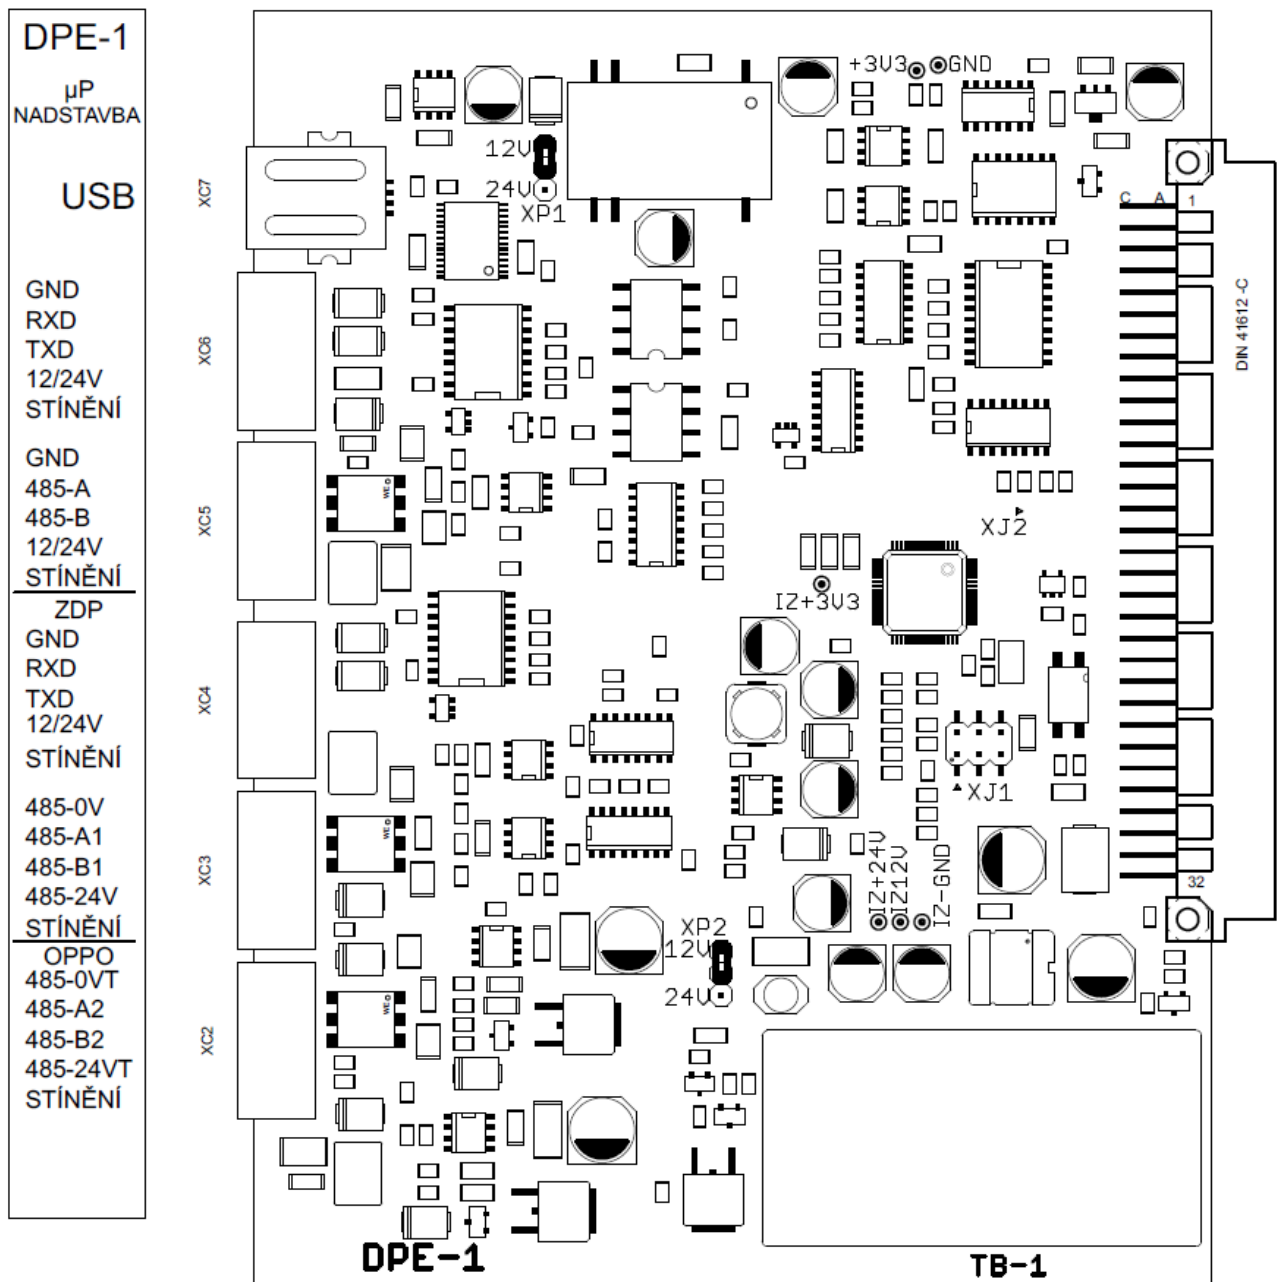 DPE-1
µP
NADSTAVBA
USB
GND
RXD
TXD
12/24V
STÍNĚNÍ
GND
485-A
485-B
12/24V
STÍNĚNÍ
ZDP
GND
RXD
TXD
12/24V
STÍNĚNÍ
485-0V
485-A1
485-B1
485-24V
STÍNĚNÍ
OPPO
485-0VT
485-A2
485-B2
485-24VT
STÍNĚNÍ
XC7
XC6
XC5
XC4
XC3
XC2
12V
24V
XP1
+3V3
GND
C A 1
DIN 41612 -C
32
WE
XJ2
IZ+3V3
XJ1
WE
IZ+24V
IZ12V
IZ-GND
XP2
12V
24V
WE
DPE-1
TB-1